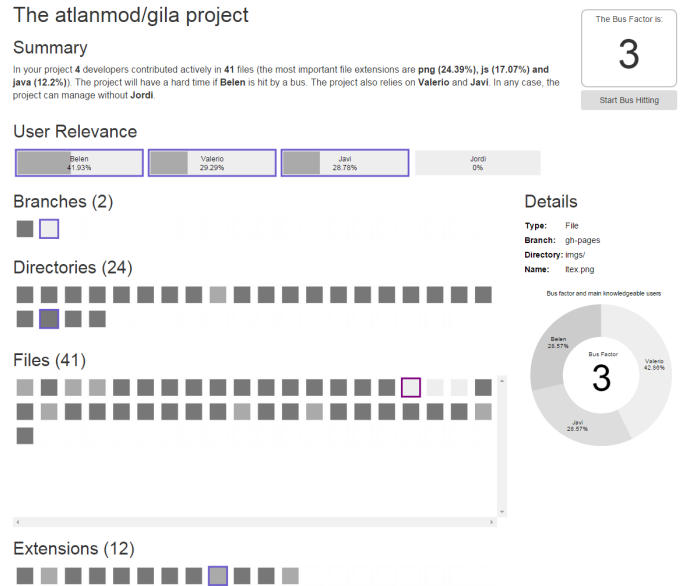 The atlanmod/gila project
The Bus Factor is:
3
Start Bus Hitting
Summary
In your project 4 developers contributed actively in 41 files (the most important file extensions are png (24.39%), js (17.07%) and
java (12.2%)). The project will have a hard time if Belen is hit by a bus. The project also relies on Valerio and Javi. In any case, the
project can manage without Jordi.
User Relevance
Belen
41.93%
Valerio
29.29%
Javi
28.78%
Jordi
0%
Branches (2)
Directories (24)
Files (41)
Extensions (12)
Details
Type: File
Branch: gh-pages
Directory: imgs/
Name: ltex.png
Bus factor and main knowledgeable users
Belen
28.57%
Valerio
42.86%
Javi
28.57%
Bus Factor
3